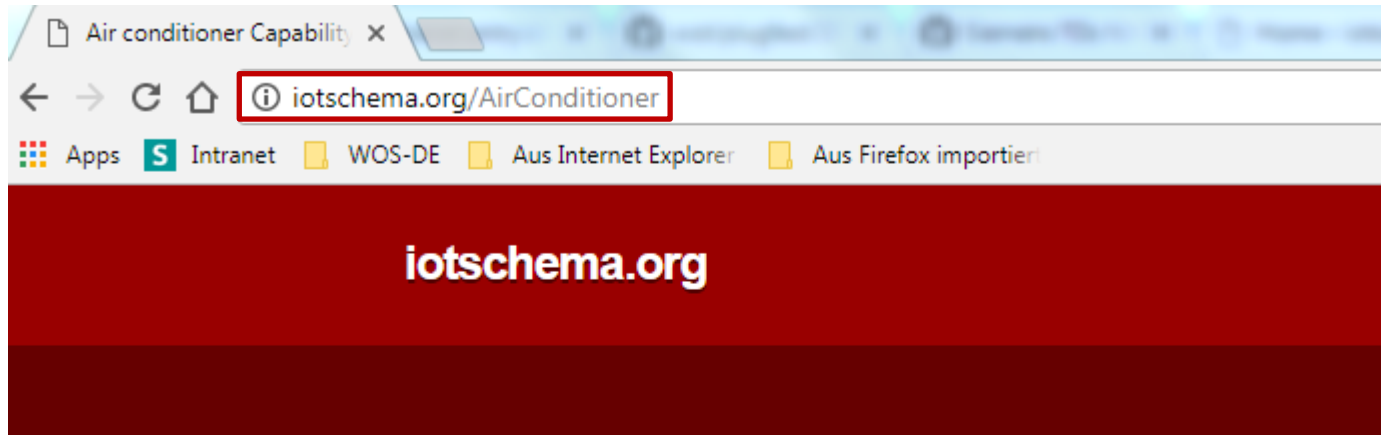 Air conditioner Capability
iotschema.org/AirConditioner
Apps S Intranet WOS-DE Aus Internet Explorer Aus Firefox importiert
iotschema.org